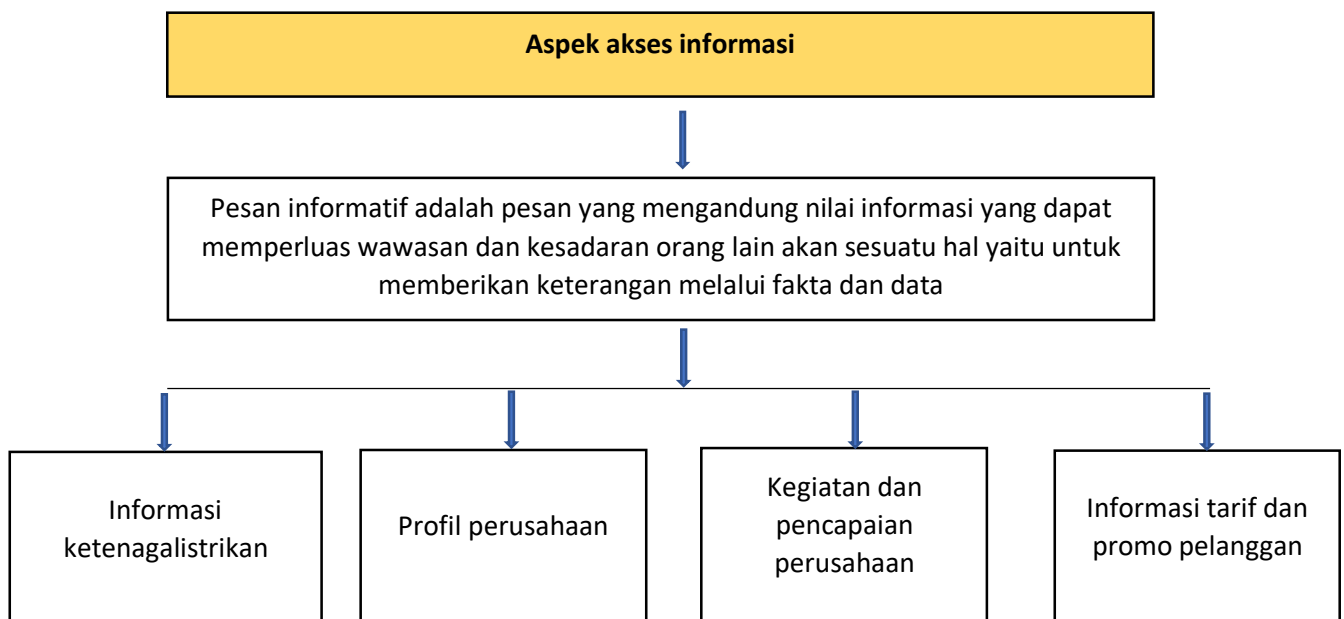 Aspek akses informasi
Pesan informatif adalah pesan yang mengandung nilai informasi yang dapat
memperluas wawasan dan kesadaran orang lain akan sesuatu hal yaitu untuk
memberikan keterangan melalui fakta dan data
Informasi
ketenagalistrikan
Profil perusahaan
Kegiatan dan
pencapaian
perusahaan
Informasi tarif dan
promo pelanggan